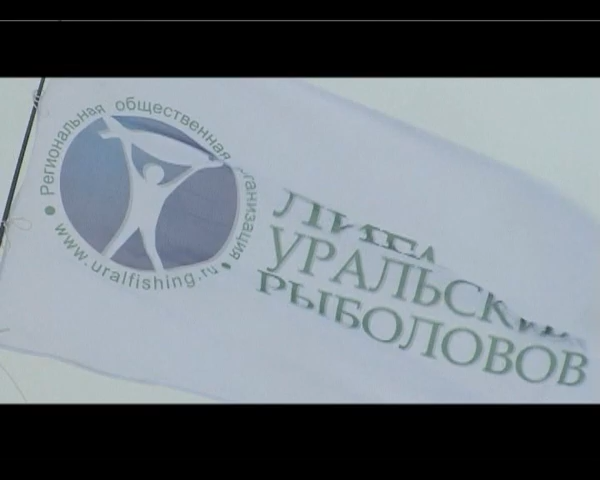 • Региональная общественная организация •
www.uralfishing.ru
ЛИГА
УРАЛЬСКИХ
РЫБОЛОВОВ